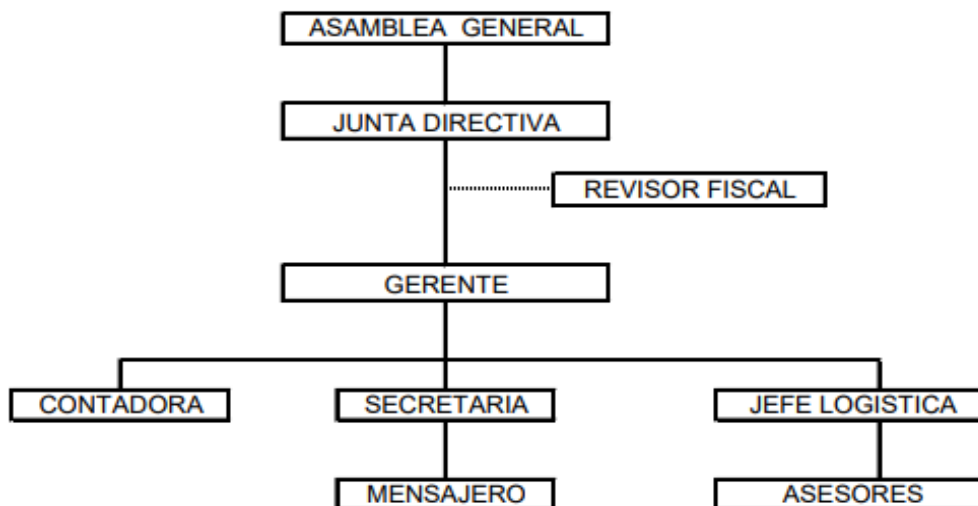 ASAMBLEA GENERAL
JUNTA DIRECTIVA
REVISOR FISCAL
GERENTE
CONTADORA
SECRETARIA
JEFE LOGISTICA
MENSAJERO
ASESORES